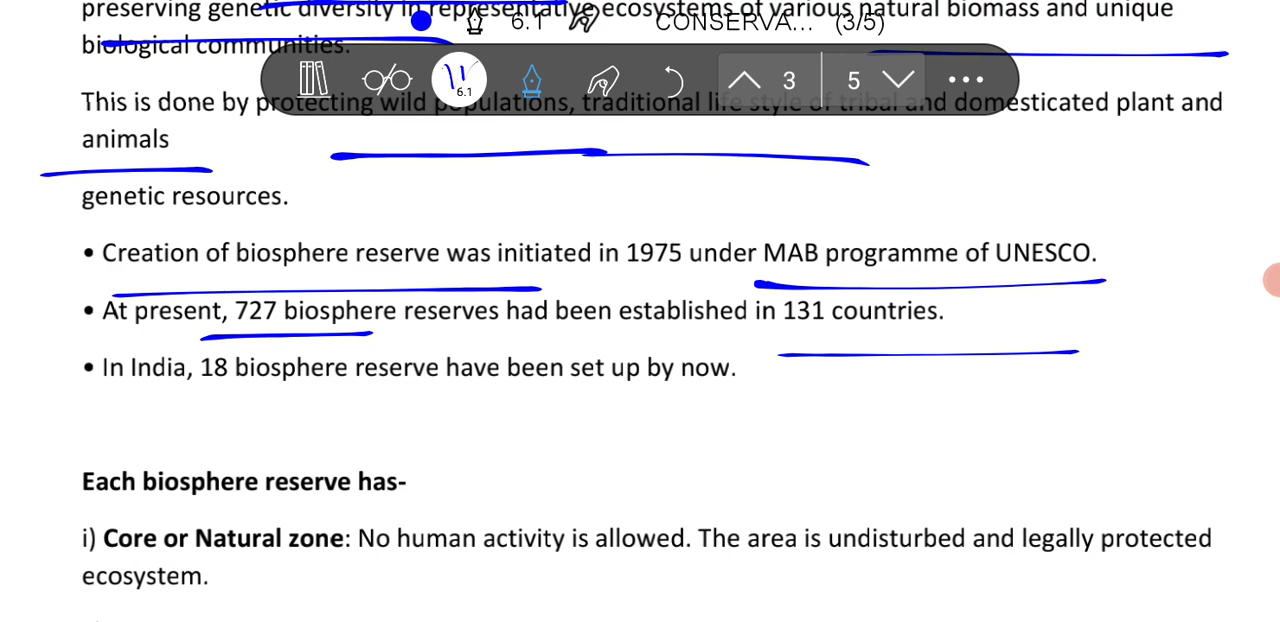 preserving genetic diversity in representative ecosystems of various natural biomass and unique
6.1 CONSERVA... (3/5)
biological communities.
6.1 3 5
This is done by protecting wild populations, traditional life style of tribal and domesticated plant and
animals
genetic resources.
• Creation of biosphere reserve was initiated in 1975 under MAB programme of UNESCO.
• At present, 727 biosphere reserves had been established in 131 countries.
• In India, 18 biosphere reserve have been set up by now.
Each biosphere reserve has-
i) Core or Natural zone: No human activity is allowed. The area is undisturbed and legally protected
ecosystem.